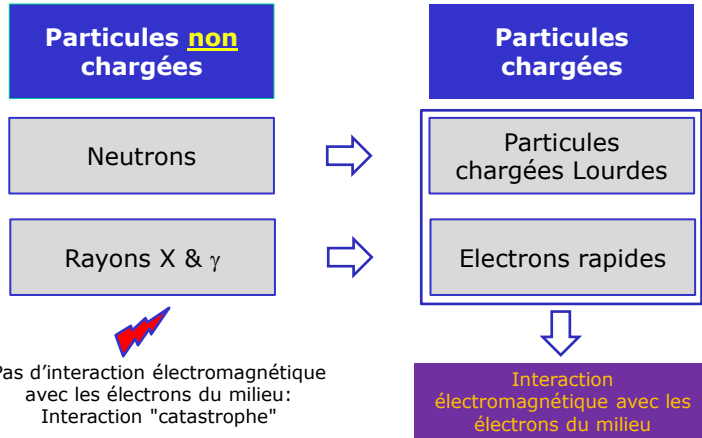 Particules non
chargées
Particules
chargées
Neutrons
Particules
chargées Lourdes
Rayons X & γ
Electrons rapides
Pas d’interaction électromagnétique
avec les électrons du milieu:
Interaction "catastrophe"
Interaction
électromagnétique avec les
électrons du milieu